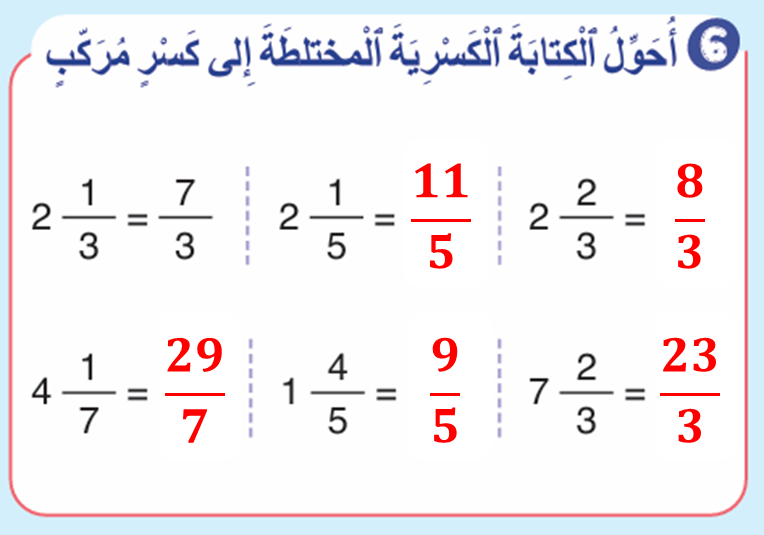 6 أُحَوِّلُ ٱلْكِتابَةَ ٱلْكَسْرِيَةَ ٱلْمختلطَةَ إِلى كَسْرٍ مُرَكّبٍ
2 1/3 = 7/3 2 1/5 = 11/5 2 2/3 = 8/3
4 1/7 = 29/7 1 4/5 = 9/5 7 2/3 = 23/3